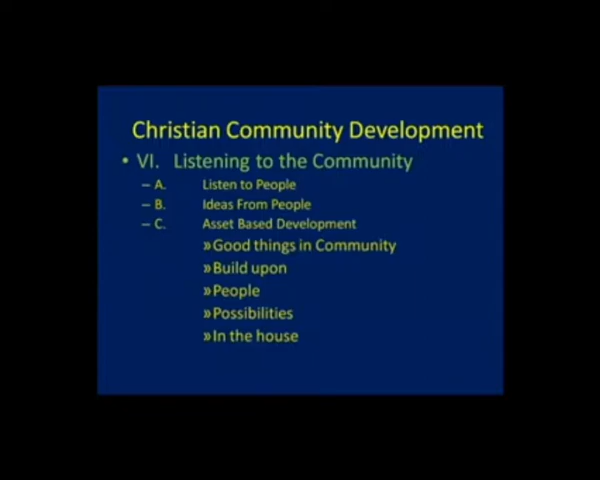 Christian Community Development
• VI. Listening to the Community
– A. Listen to People
– B. Ideas From People
– C. Asset Based Development
» Good things in Community
» Build upon
» People
» Possibilities
» In the house